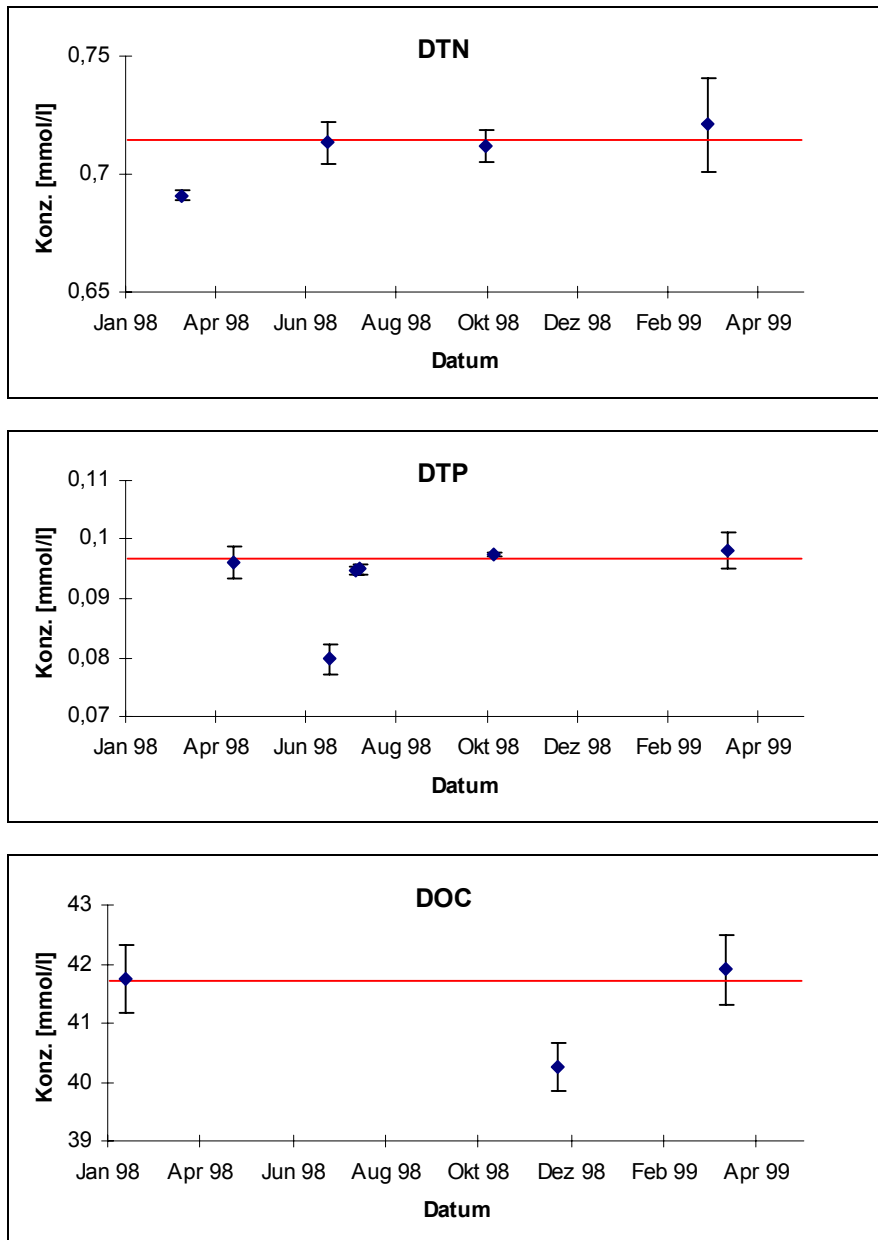 DTN
Konz. [mmol/l]
0,75
0,7
0,65
Jan 98 Apr 98 Jun 98 Aug 98 Okt 98 Dez 98 Feb 99 Apr 99
Datum
DTP
Konz. [mmol/l]
0,11
0,1
0,09
0,08
0,07
Jan 98 Apr 98 Jun 98 Aug 98 Okt 98 Dez 98 Feb 99 Apr 99
Datum
DOC
Konz. [mmol/l]
43
42
41
40
39
Jan 98 Apr 98 Jun 98 Aug 98 Okt 98 Dez 98 Feb 99 Apr 99
Datum